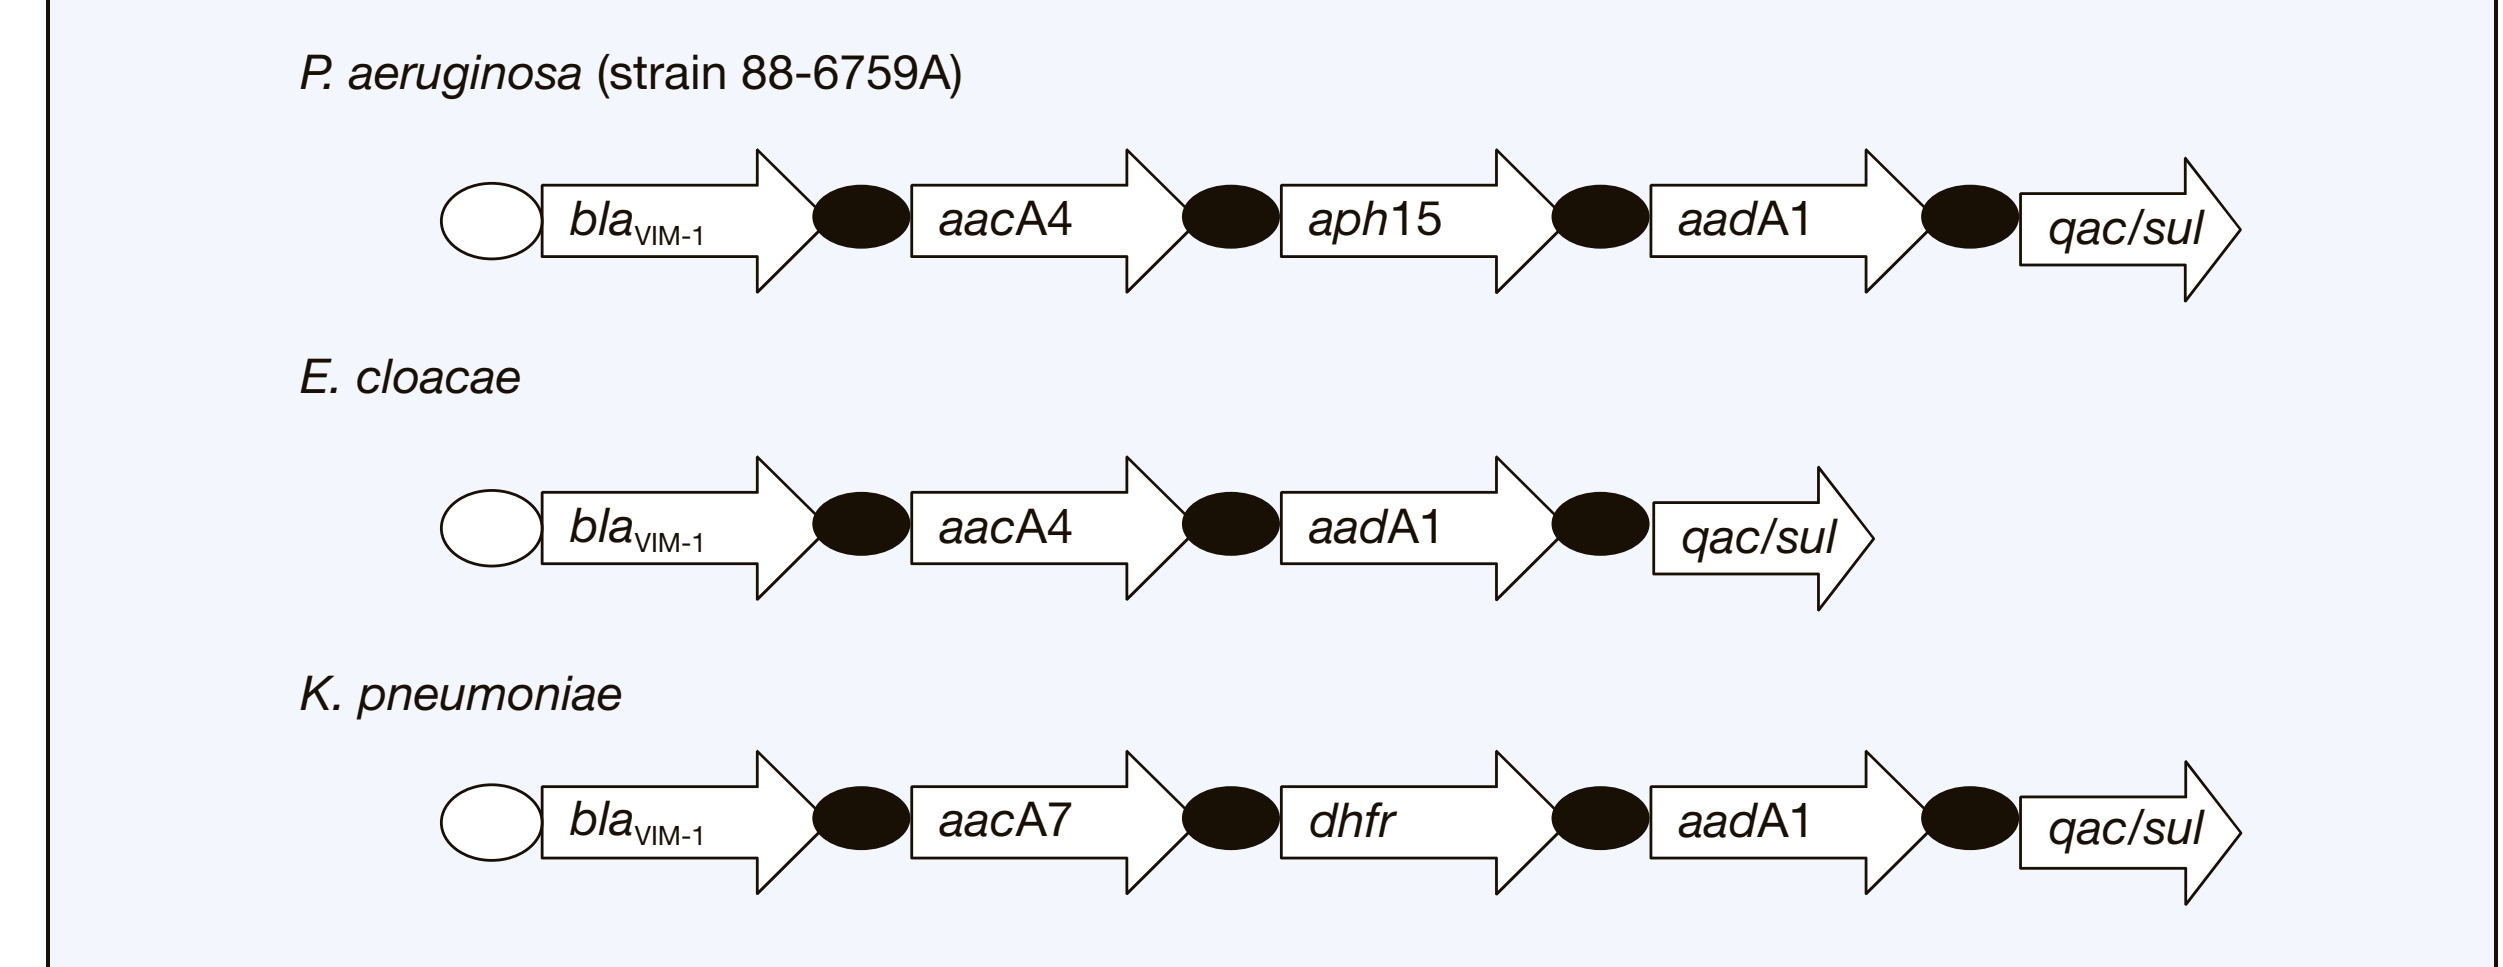 P. aeruginosa (strain 88-6759A)
blaVIM-1 aacA4 aph15 aadA1 qac/sul
E. cloacae
blaVIM-1 aacA4 aadA1 qac/sul
K. pneumoniae
blaVIM-1 aacA7 dhfr aadA1 qac/sul